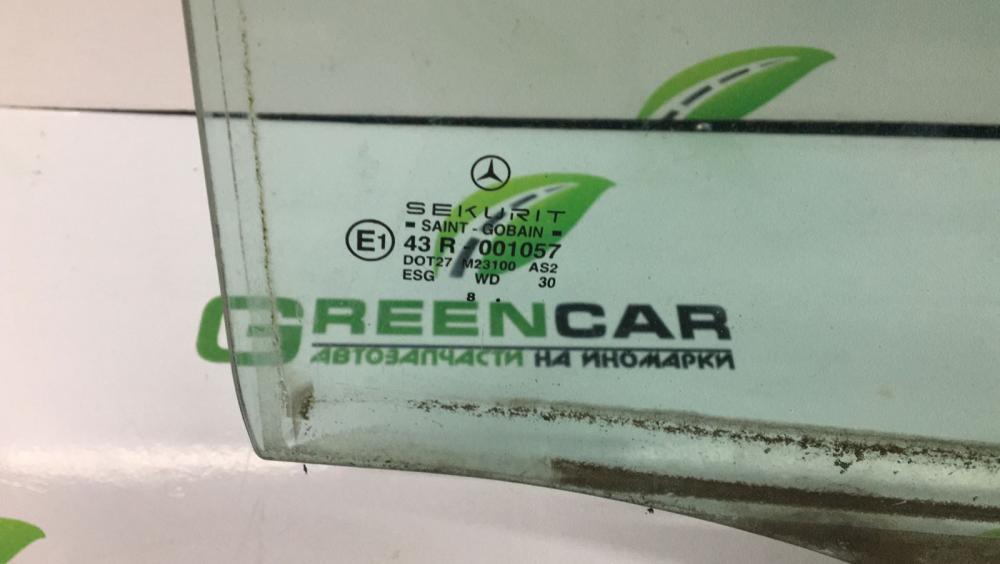 SEKURIT
SAINT - GOBAIN
E1 43 R - 001057
DOT27 M23100 AS2
ESG WD 30
8 .
GREENCAR
АВТОЗАПЧАСТИ НА ИНОМАРКИ